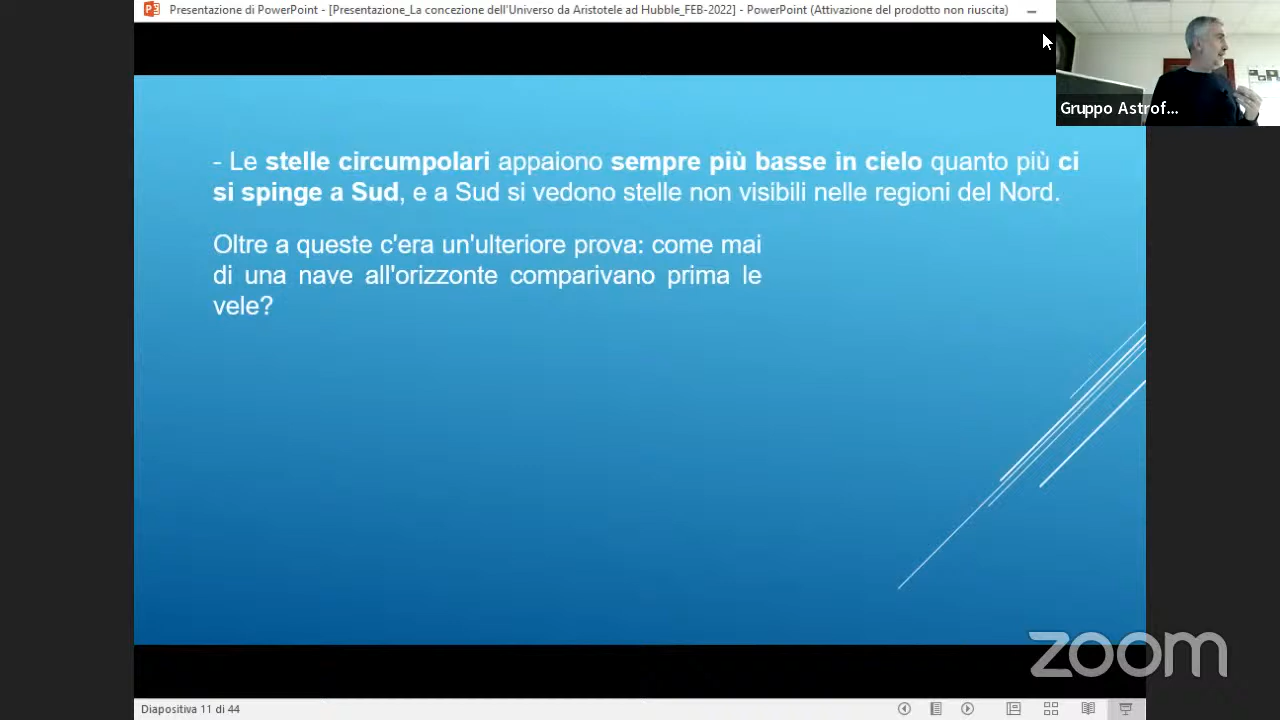 Presentazione di PowerPoint - [Presentazione_La concezione dell'Universo da Aristotele ad Hubble_FEB-2022] - PowerPoint (Attivazione del prodotto non riuscita)
Gruppo Astrof...
- Le stelle circumpolari appaiono sempre più basse in cielo quanto più ci
si spinge a Sud, e a Sud si vedono stelle non visibili nelle regioni del Nord.
Oltre a queste c'era un'ulteriore prova: come mai
di una nave all'orizzonte comparivano prima le
vele?
zoom
Diapositiva 11 di 44